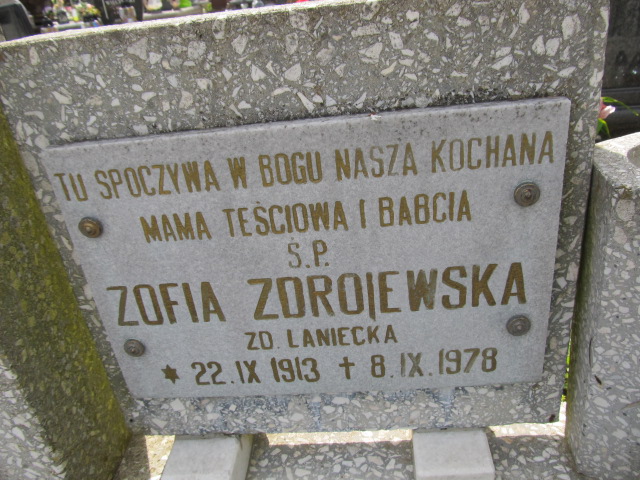 TU SPOCZYWA W BOGU NASZA KOCHANA
MAMA TEŚCIOWA I BABCIA
Ś.P.
ZOFIA ZDROJEWSKA
ZD. LANIECKA
* 22.IX 1913 † 8.IX.1978